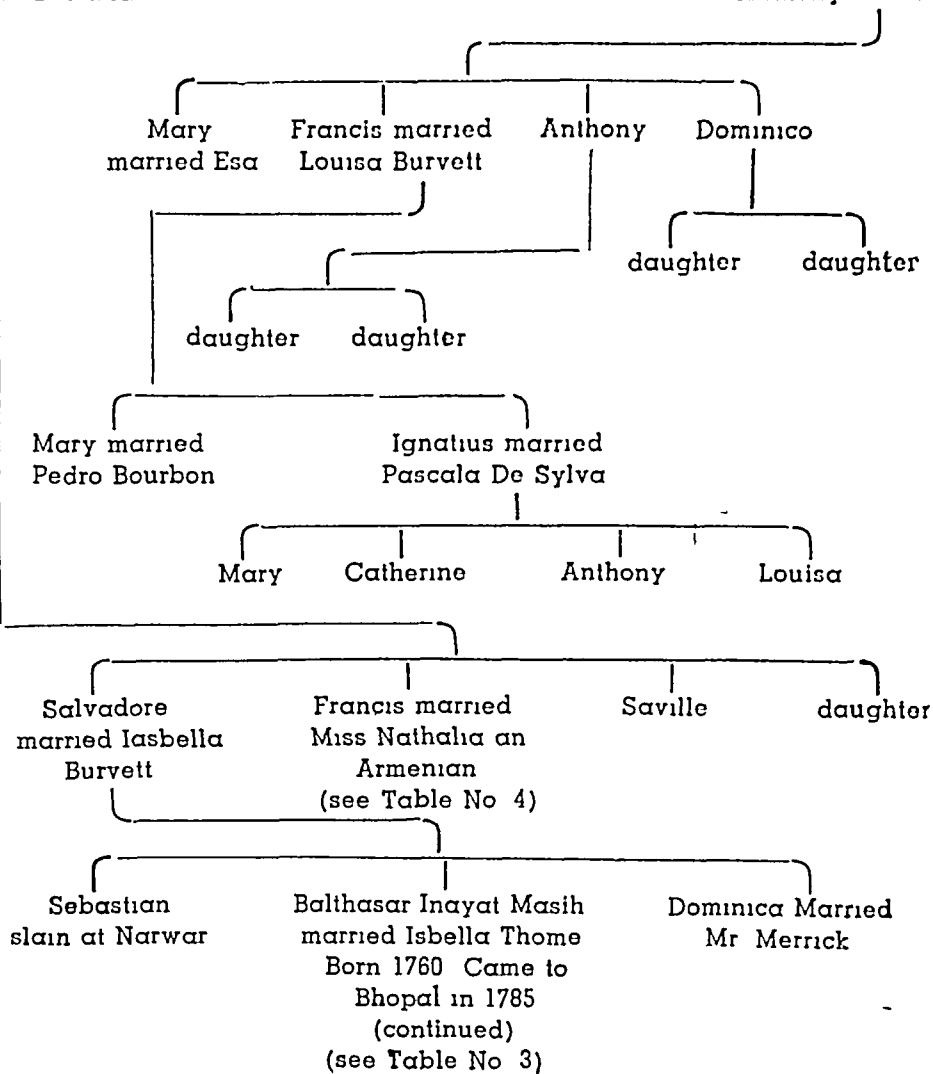 Mary
married Esa
Francis married
Louisa Burvett
Anthony
Dominico
daughter
daughter
daughter
daughter
Mary married
Pedro Bourbon
Ignatius married
Pascala De Sylva
Mary
Catherine
Anthony
Louisa
Salvadore
married Iasbella
Burvett
Francis married
Miss Nathalia an
Armenian
(see Table No 4)
Saville
daughter
Sebastian
slain at Narwar
Balthasar Inayat Masih
married Isbella Thome
Born 1760 Came to
Bhopal in 1785
(continued)
(see Table No 3)
Dominica Married
Mr Merrick